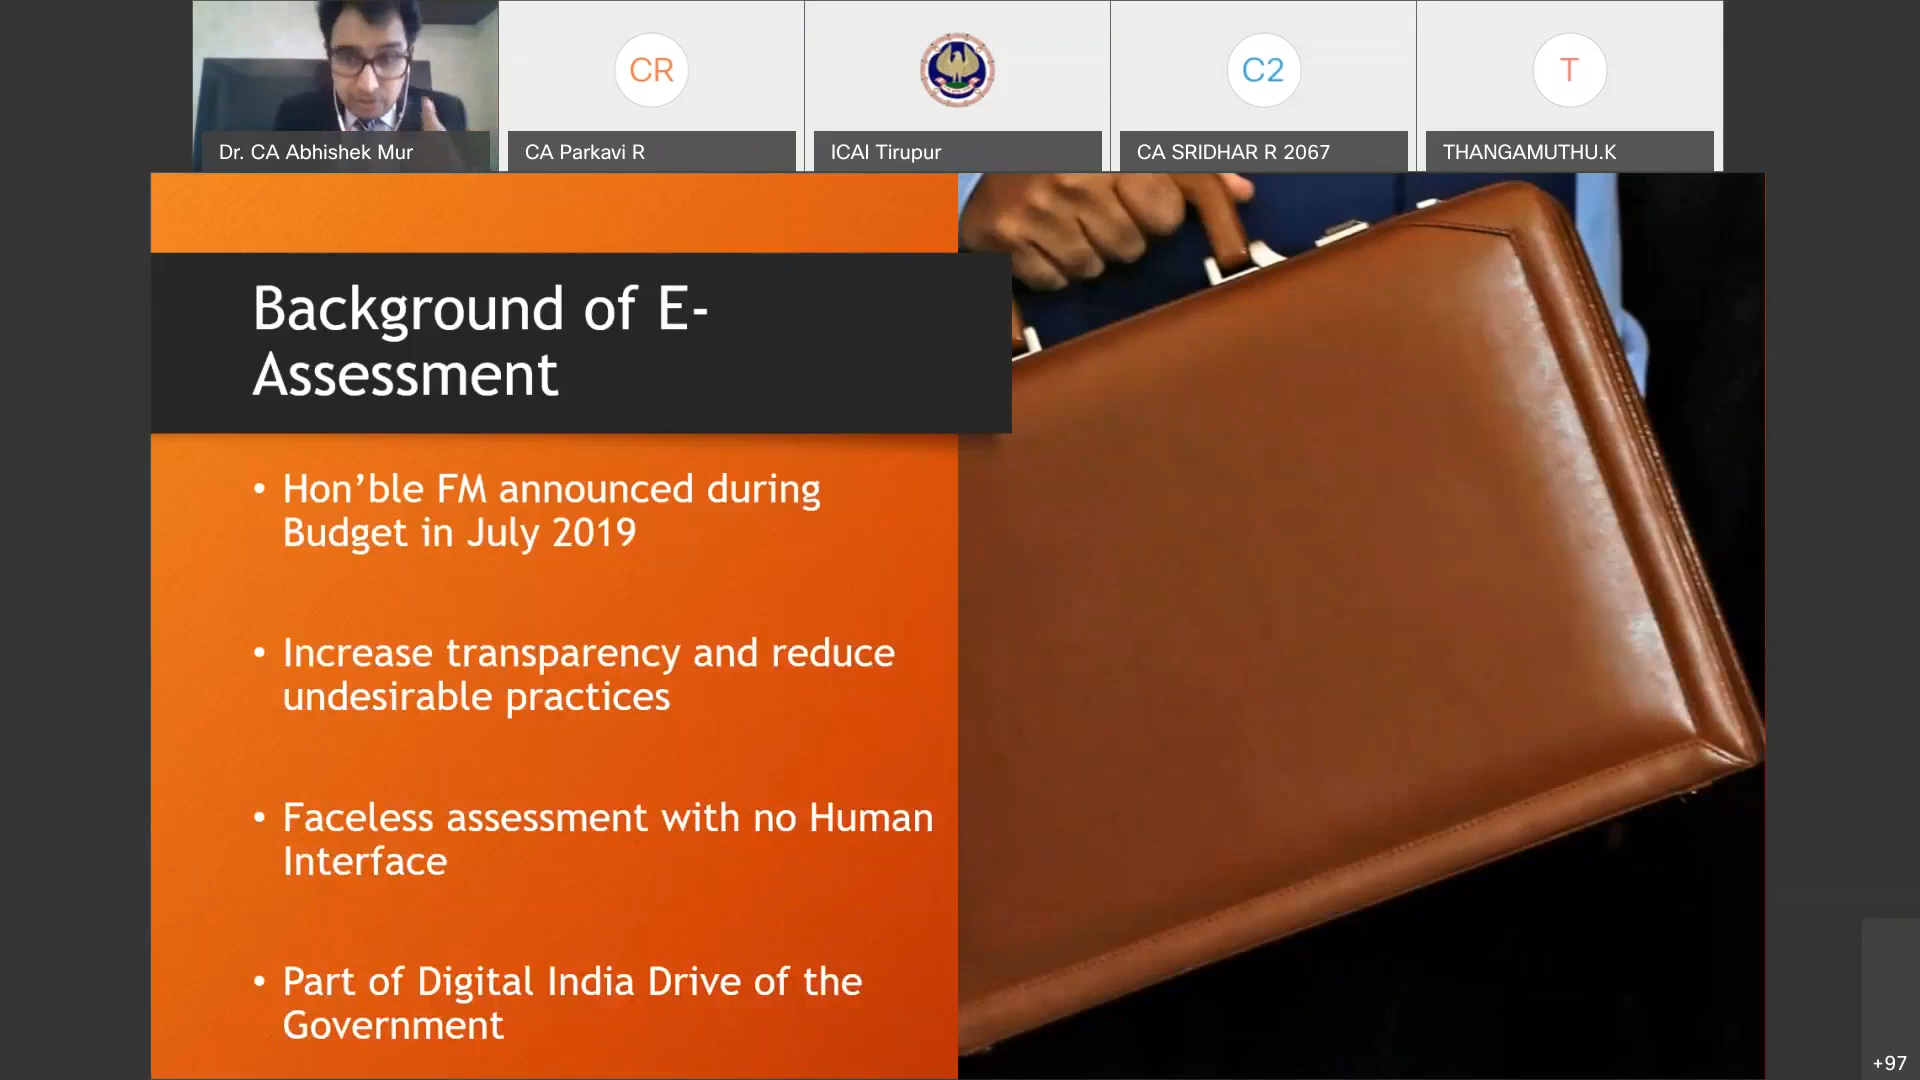 CR
C2
T
Dr. CA Abhishek Mur
CA Parkavi R
ICAI Tirupur
CA SRIDHAR R 2067
THANGAMUTHU.K
Background of E-
Assessment
• Hon’ble FM announced during
Budget in July 2019
• Increase transparency and reduce
undesirable practices
• Faceless assessment with no Human
Interface
• Part of Digital India Drive of the
Government
+97